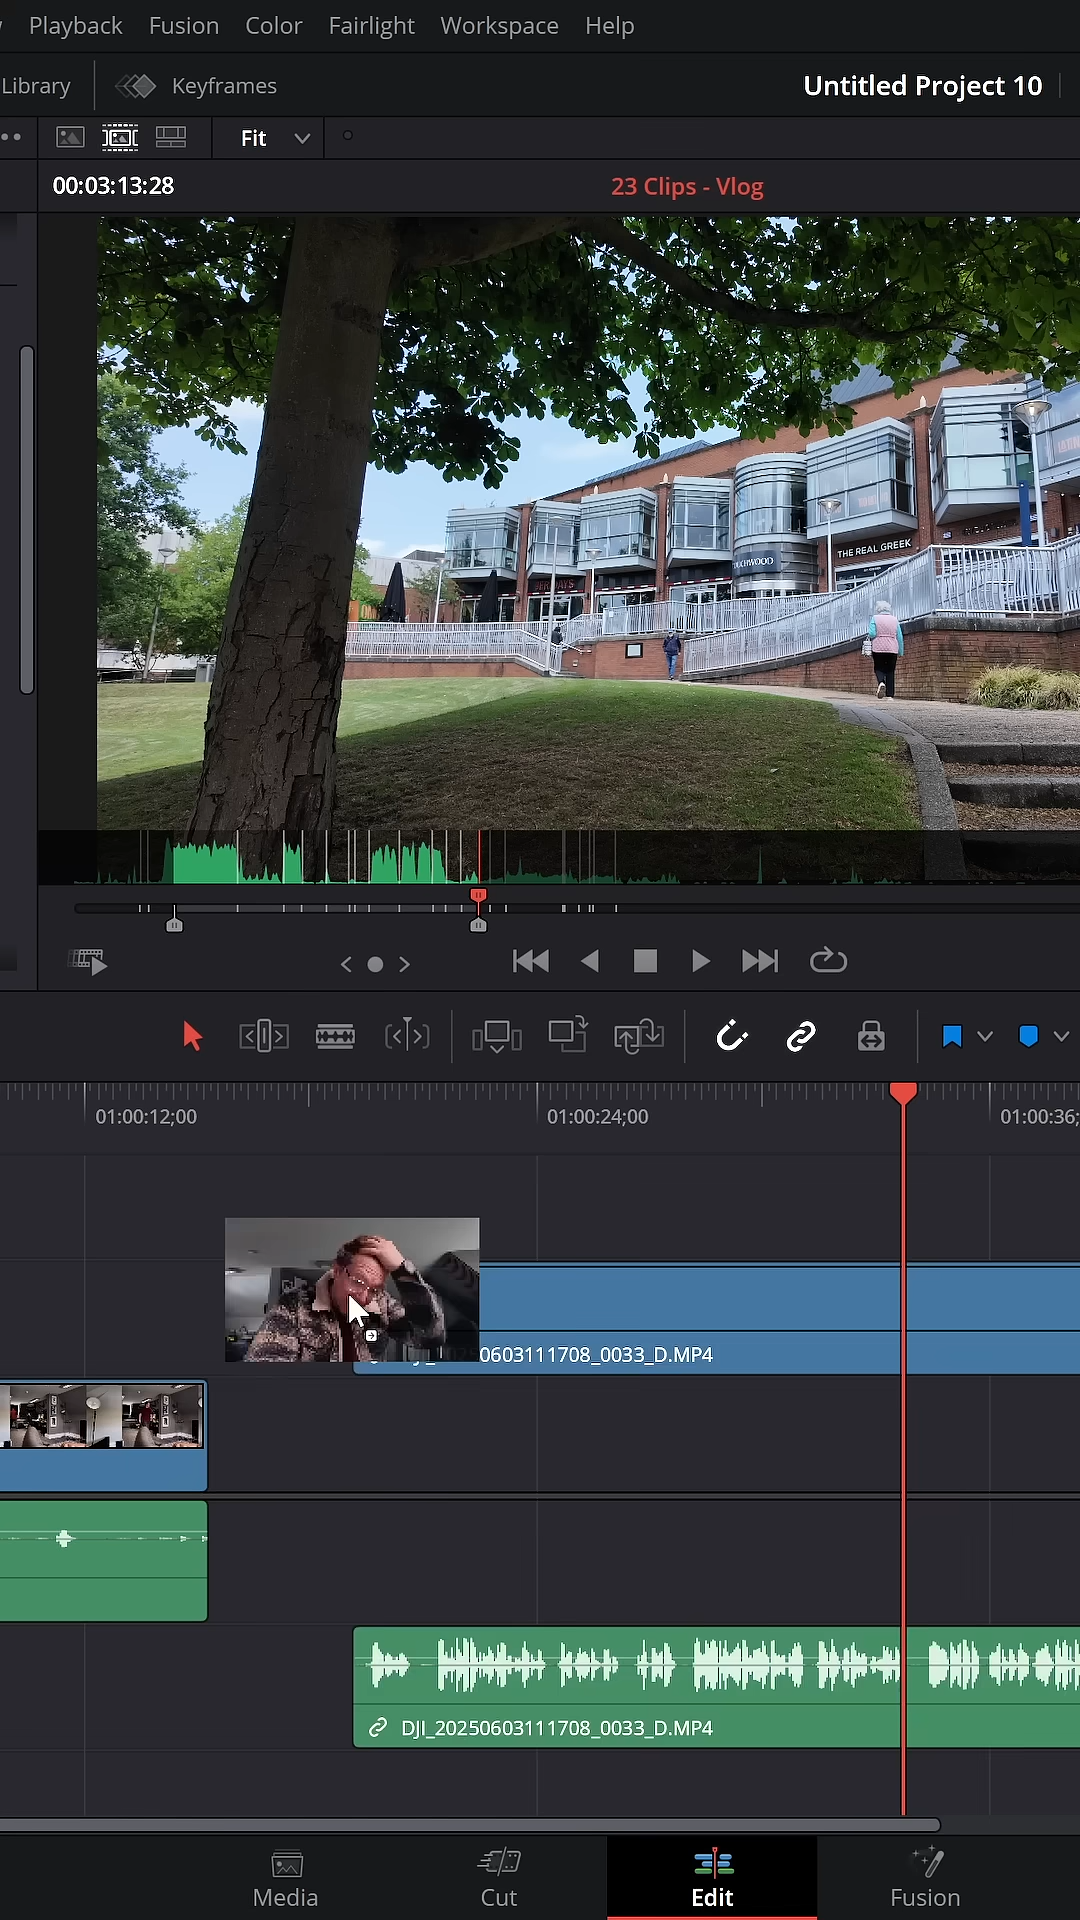 Playback Fusion Color Fairlight Workspace Help
Library Keyframes Untitled Project 10
Fit
00:03:13:28 23 Clips - Vlog
THE REAL GREEK
01:00:12;00 01:00:24;00 01:00:36;
0603111708_0033_D.MP4
DJI_20250603111708_0033_D.MP4
Media Cut Edit Fusion